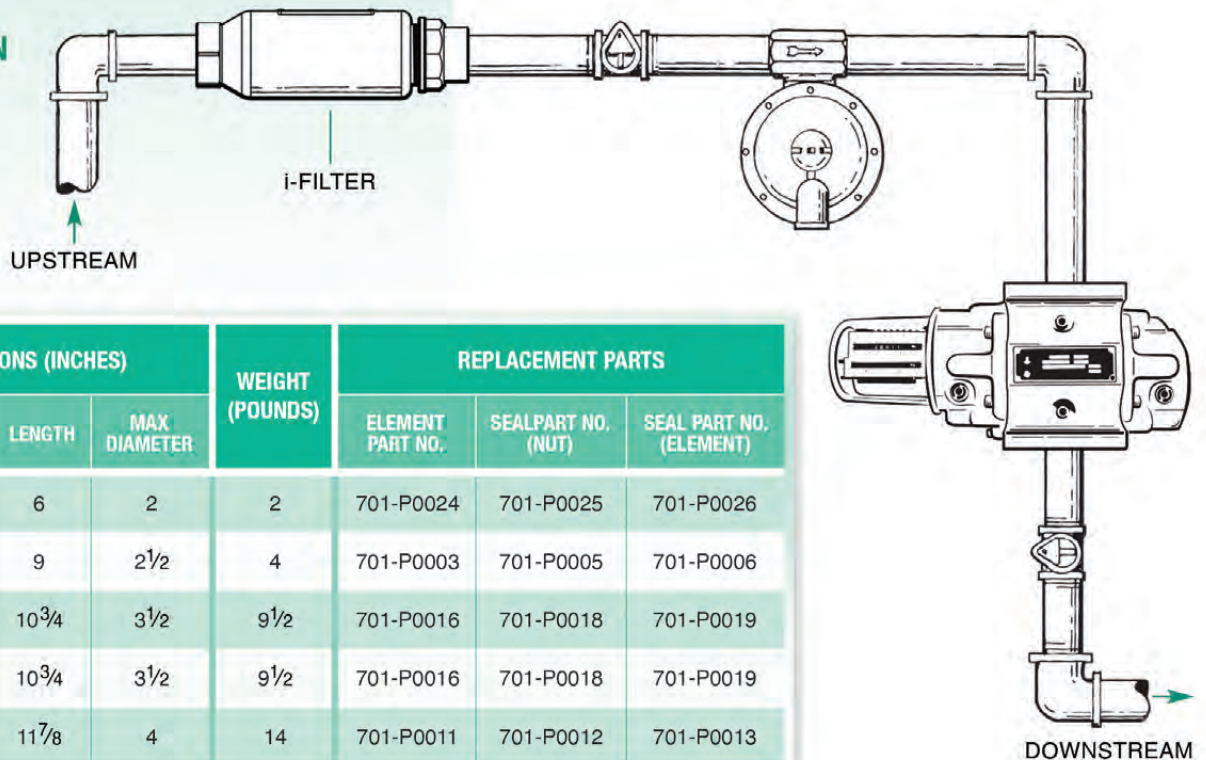 N
i-FILTER
UPSTREAM
ONS (INCHES)
WEIGHT
(POUNDS)
REPLACEMENT PARTS
LENGTH
MAX
DIAMETER
ELEMENT
PART NO.
SEALPART NO.
(NUT)
SEAL PART NO.
(ELEMENT)
6 2 2 701-P0024 701-P0025 701-P0026
9 2½ 4 701-P0003 701-P0005 701-P0006
10¾ 3½ 9½ 701-P0016 701-P0018 701-P0019
10¾ 3½ 9½ 701-P0016 701-P0018 701-P0019
11⅞ 4 14 701-P0011 701-P0012 701-P0013
DOWNSTREAM